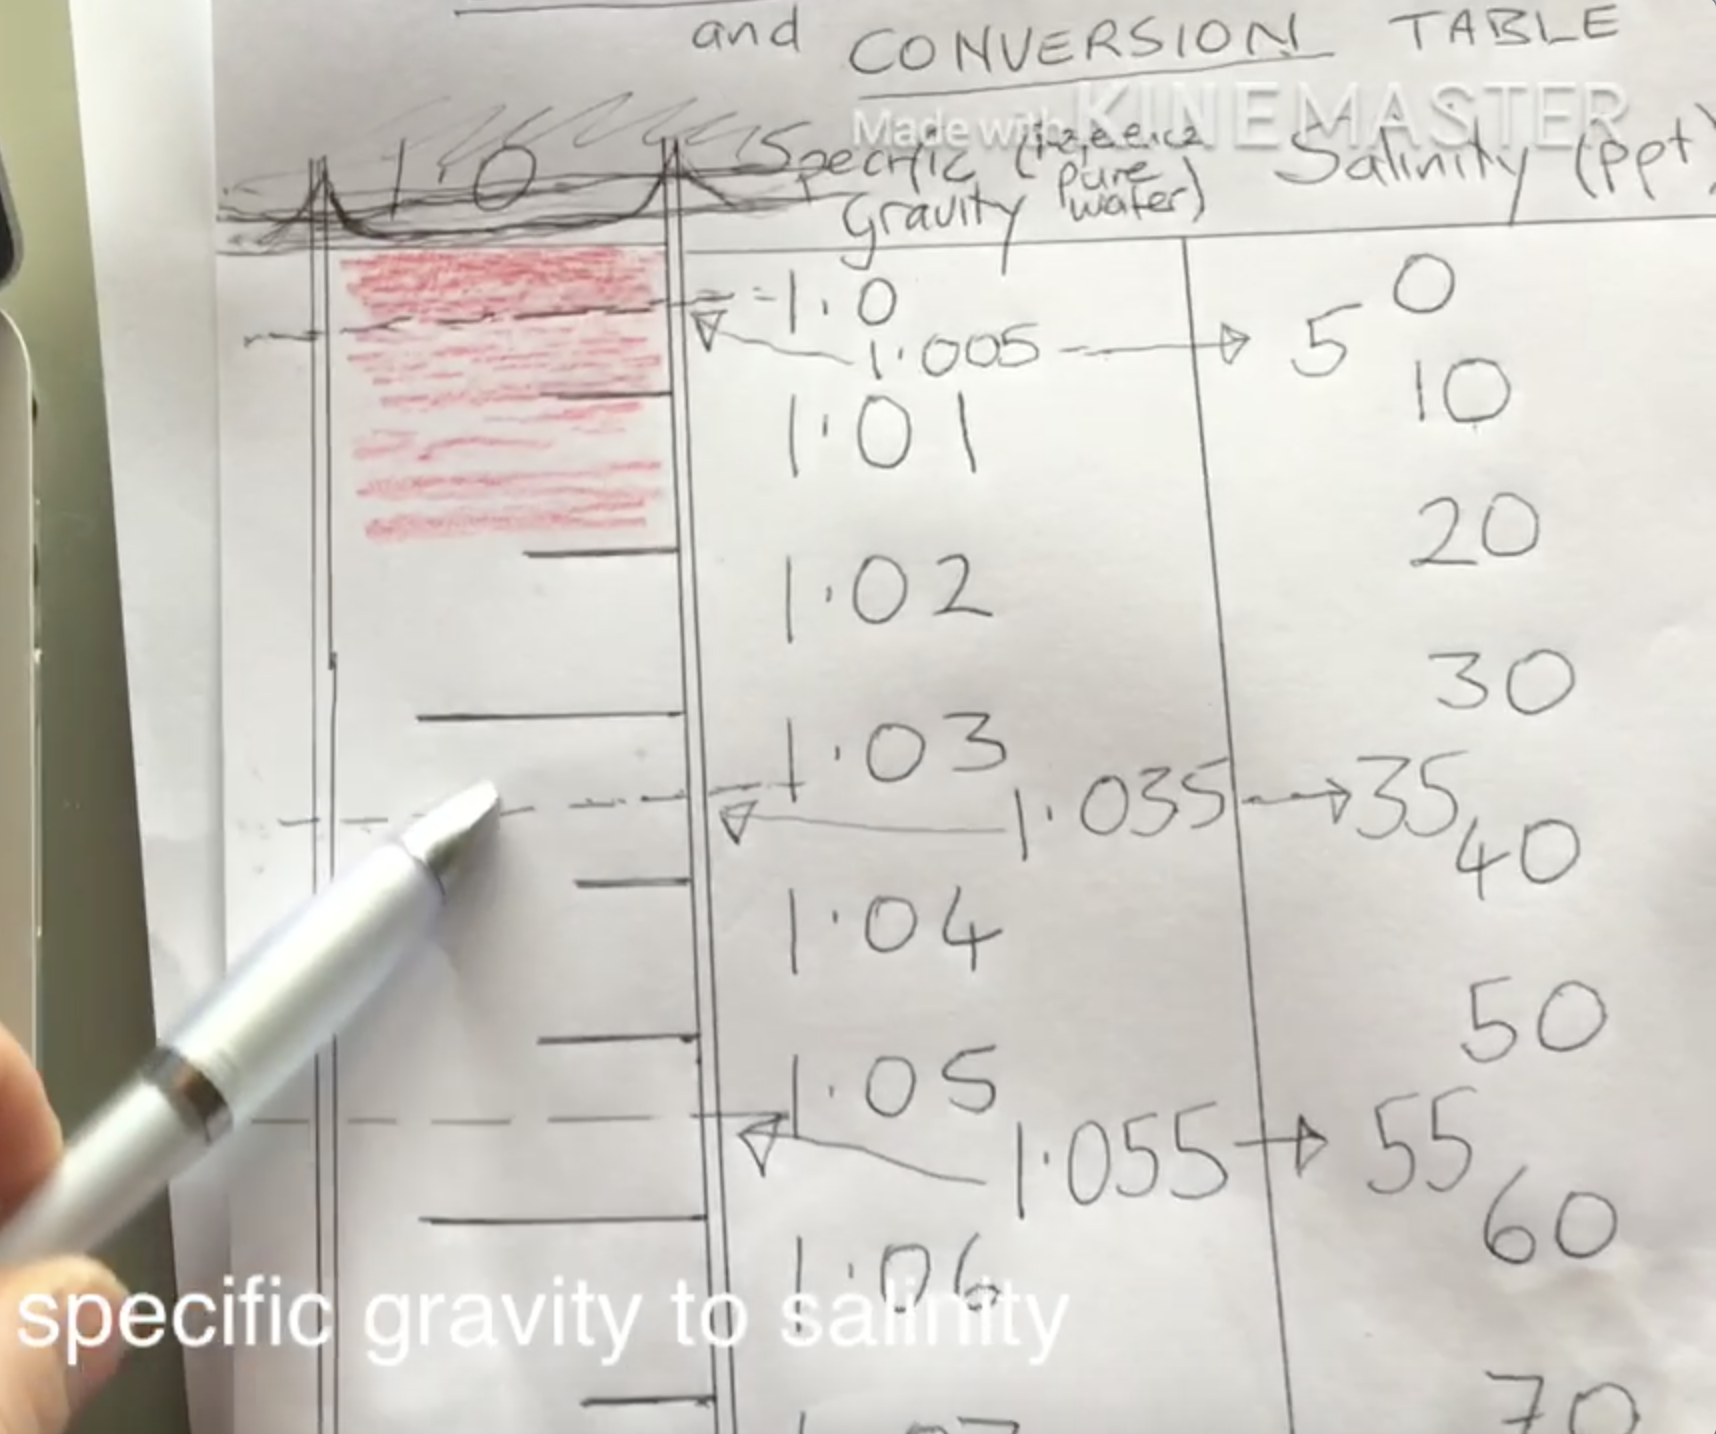 and CONVERSION TABLE
Made with KINEMASTER
1.0 Specific Gravity (pure water) Salinity (ppt)
1.0 0
1.005 5
1.01 10
1.02 20
1.03 30
1.035 35
1.04 40
1.05 50
1.055 55
1.06 60
specific gravity to salinity
70